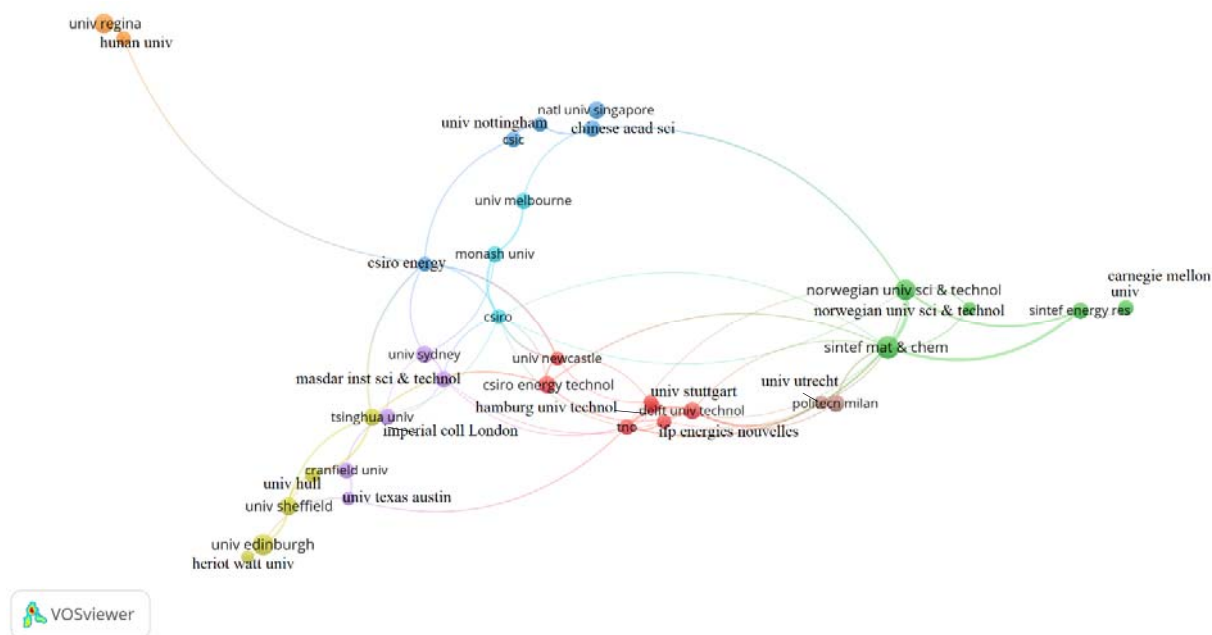 univ regina
hunan univ
natl univ singapore
univ nottingham
chinese acad sci
csic
univ melbourne
monash univ
csiro energy
carnegie mellon
univ
norwegian univ sci & technol
norwegian univ sci & technol
sintef energy res
csiro
sintef mat & chem
univ sydney
univ newcastle
masdar inst sci & technol
csiro energy technol
univ stuttgart
univ utrecht
hamburg univ technol
delft univ technol
politecn milan
tsinghua univ
tno
ifp energies nouvelles
imperial coll London
cranfield univ
univ hull
univ texas austin
univ sheffield
univ edinburgh
heriot watt univ
VOSviewer